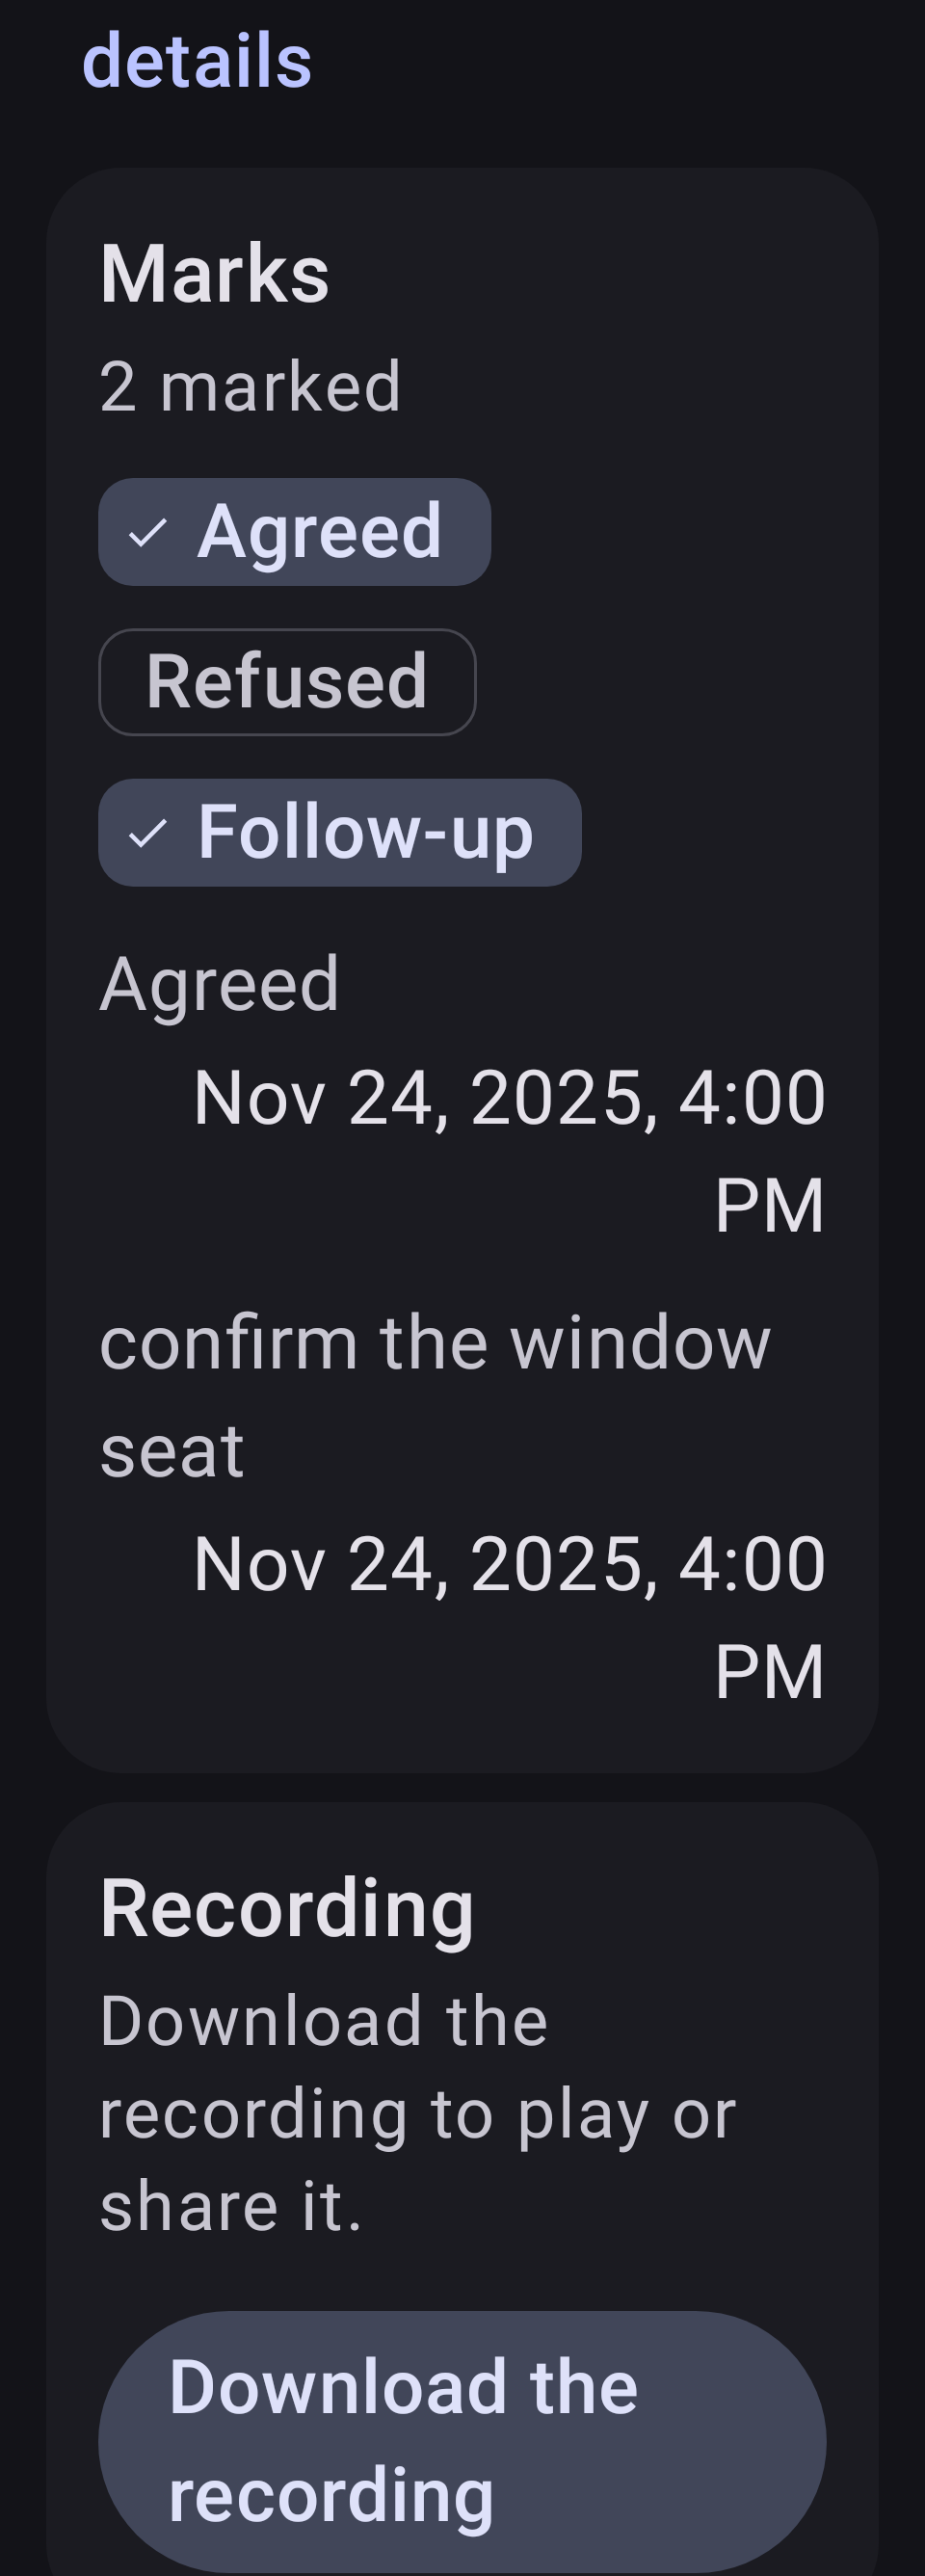 details
Marks
2 marked
Agreed
Refused
Follow-up
Agreed
Nov 24, 2025, 4:00
PM
confirm the window
seat
Nov 24, 2025, 4:00
PM
Recording
Download the
recording to play or
share it.
Download the
recording